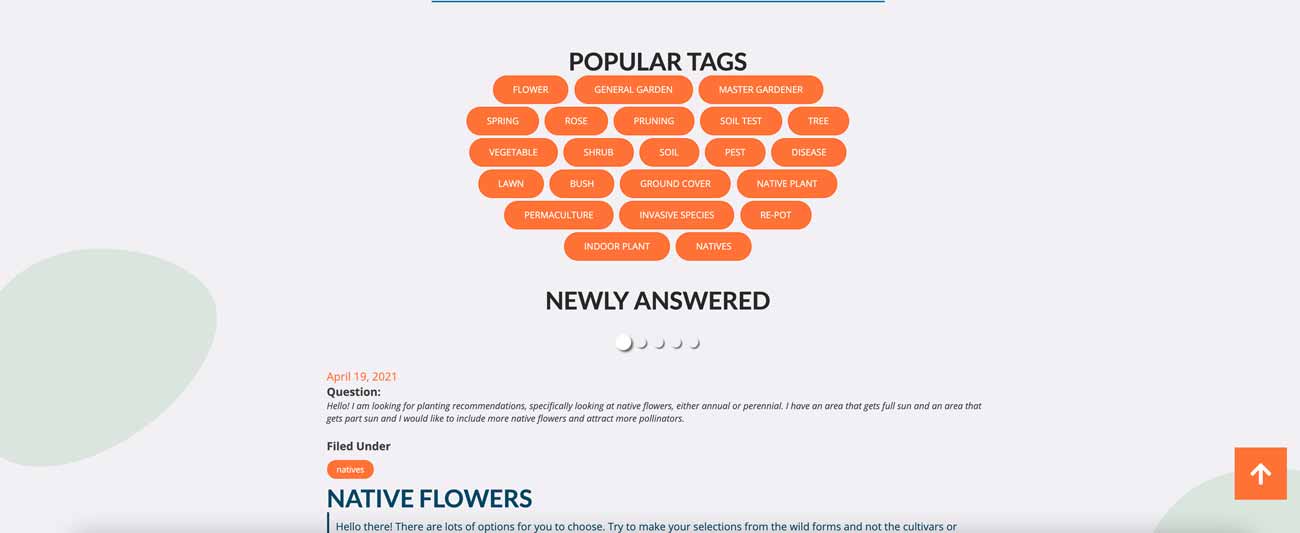 POPULAR TAGS
FLOWER GENERAL GARDEN MASTER GARDENER
SPRING ROSE PRUNING SOIL TEST TREE
VEGETABLE SHRUB SOIL PEST DISEASE
LAWN BUSH GROUND COVER NATIVE PLANT
PERMACULTURE INVASIVE SPECIES RE-POT
INDOOR PLANT NATIVES
NEWLY ANSWERED
April 19, 2021
Question:
Hello! I am looking for planting recommendations, specifically looking at native flowers, either annual or perennial. I have an area that gets full sun and an area that
gets part sun and I would like to include more native flowers and attract more pollinators.
Filed Under
natives
NATIVE FLOWERS
Hello there! There are lots of options for you to choose. Try to make your selections from the wild forms and not the cultivars or